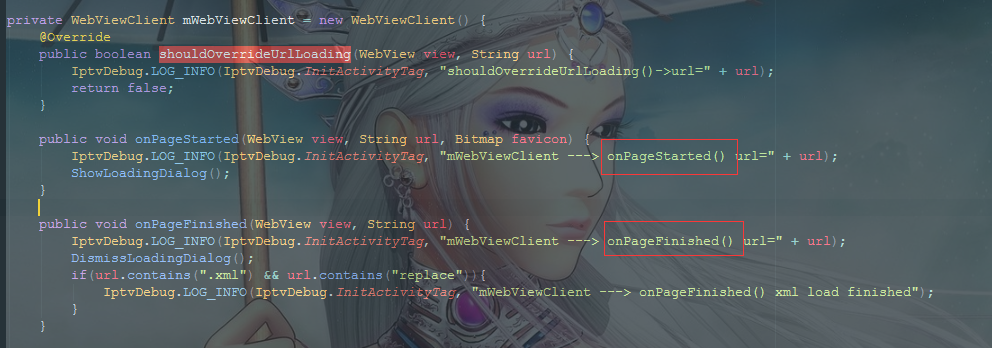 private WebViewClient mWebViewClient = new WebViewClient() {
@Override
public boolean shouldOverrideUrlLoading(WebView view, String url) {
IptvDebug.LOG_INFO(IptvDebug.InitActivityTag, "shouldOverrideUrlLoading()->url=" + url);
return false;
}
public void onPageStarted(WebView view, String url, Bitmap favicon) {
IptvDebug.LOG_INFO(IptvDebug.InitActivityTag, "mWebViewClient ---> onPageStarted() url=" + url);
ShowLoadingDialog();
}
public void onPageFinished(WebView view, String url) {
IptvDebug.LOG_INFO(IptvDebug.InitActivityTag, "mWebViewClient ---> onPageFinished() url=" + url);
DismissLoadingDialog();
if(url.contains(".xml") && url.contains("replace")){
IptvDebug.LOG_INFO(IptvDebug.InitActivityTag, "mWebViewClient ---> onPageFinished() xml load finished");
}
}